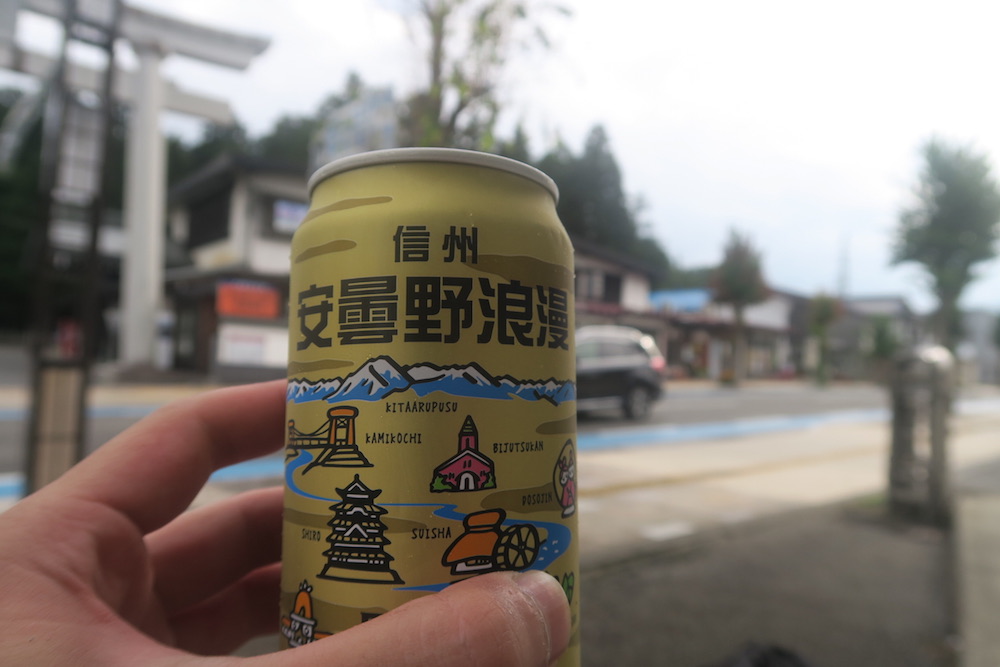 信州
安曇野浪漫
KITAARUPUSU
KAMIKOCHI
BIJUTSUKAN
DOSOJIN
SHIRO
SUISHA